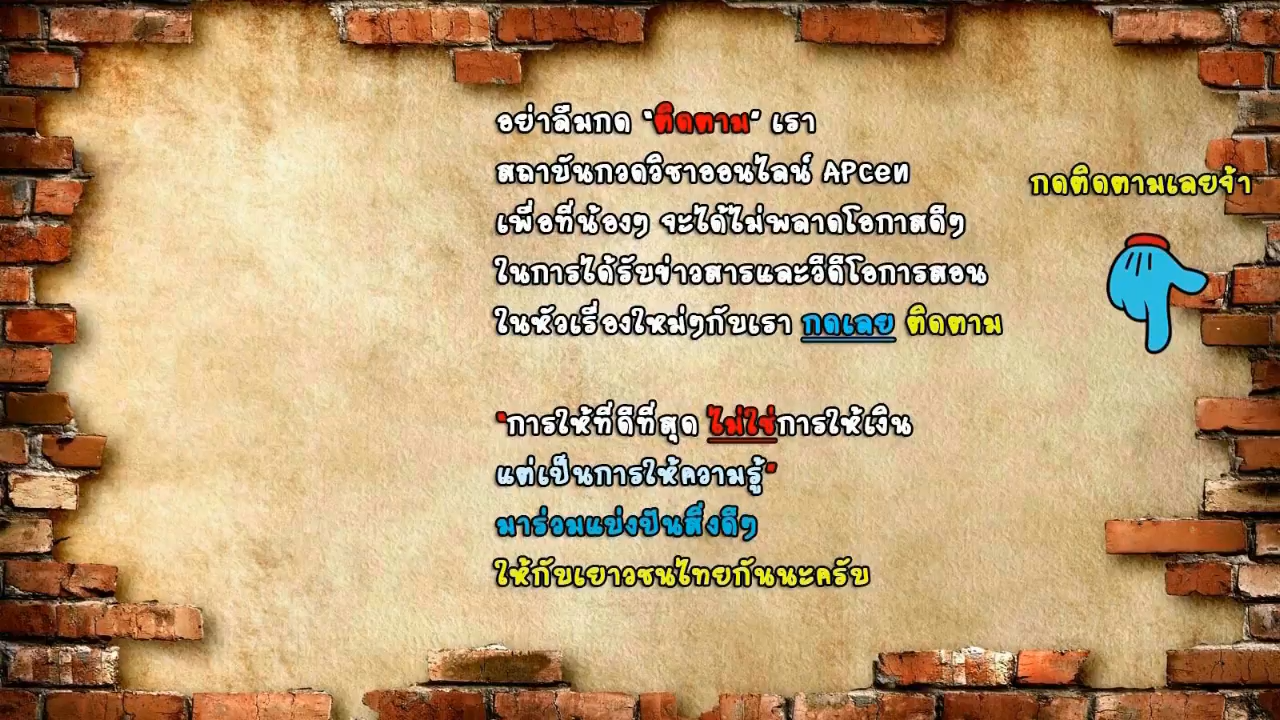 อย่าลืมกด "ติดตาม" เรา
สถาบันกวดวิชาออนไลน์ APcen
เพื่อที่น้องๆ จะได้ไม่พลาดโอกาสดีๆ
ในการได้รับข่าวสารและวีดีโอการสอน
ในหัวเรื่องใหม่ๆกับเรา กดเลย ติดตาม
กดติดตามเลยจ้า
"การให้ที่ดีที่สุด ไม่ใช่การให้เงิน
แต่เป็นการให้ความรู้"
มาร่วมแบ่งปันสิ่งดีๆ
ให้กับเยาวชนไทยกันนะครับ